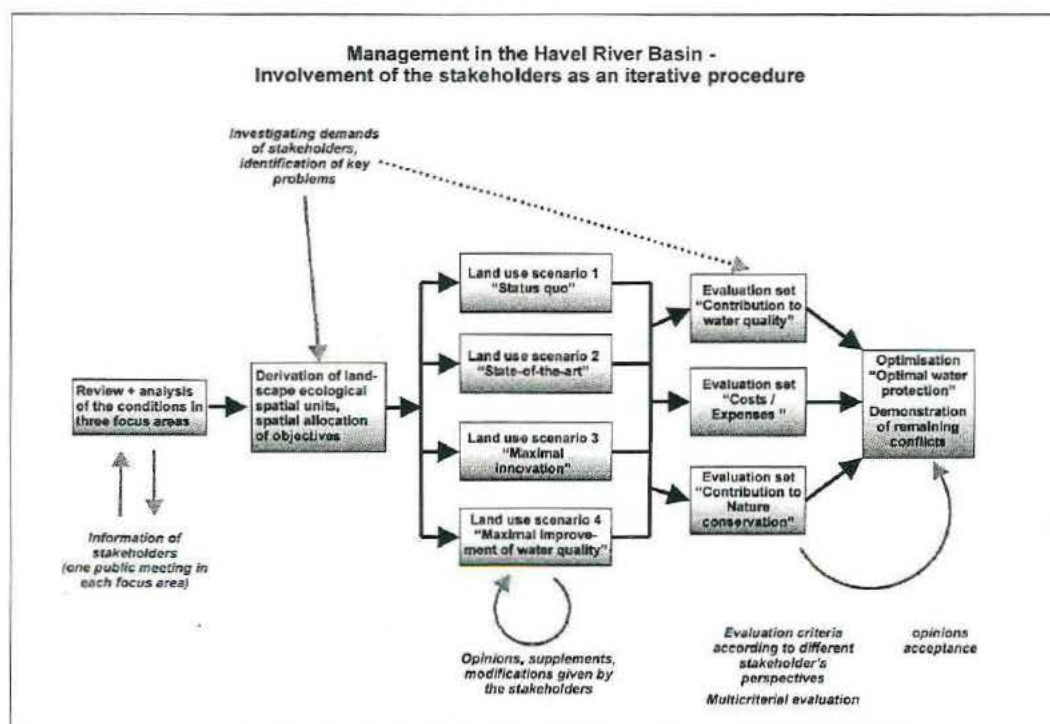 Management in the Havel River Basin -
Involvement of the stakeholders as an iterative procedure
Investigating demands
of stakeholders,
identification of key
problems
Review + analysis
of the conditions in
three focus areas
Information of
stakeholders
(one public meeting in
each focus area)
Derivation of land-
scape ecological
spatial units,
spatial allocation
of objectives
Land use scenario 1
"Status quo"
Land use scenario 2
"State-of-the-art"
Land use scenario 3
"Maximal
innovation"
Land use scenario 4
"Maximal improve-
ment of water quality"
Opinions, supplements,
modifications given by
the stakeholders
Evaluation set
"Contribution to
water quality"
Evaluation set
"Costs /
Expenses "
Evaluation set
"Contribution to
Nature
conservation"
Evaluation criteria
according to different
stakeholder's
perspectives
Multicriterial evaluation
Optimisation
"Optimal water
protection"
Demonstration
of remaining
conflicts
opinions
acceptance